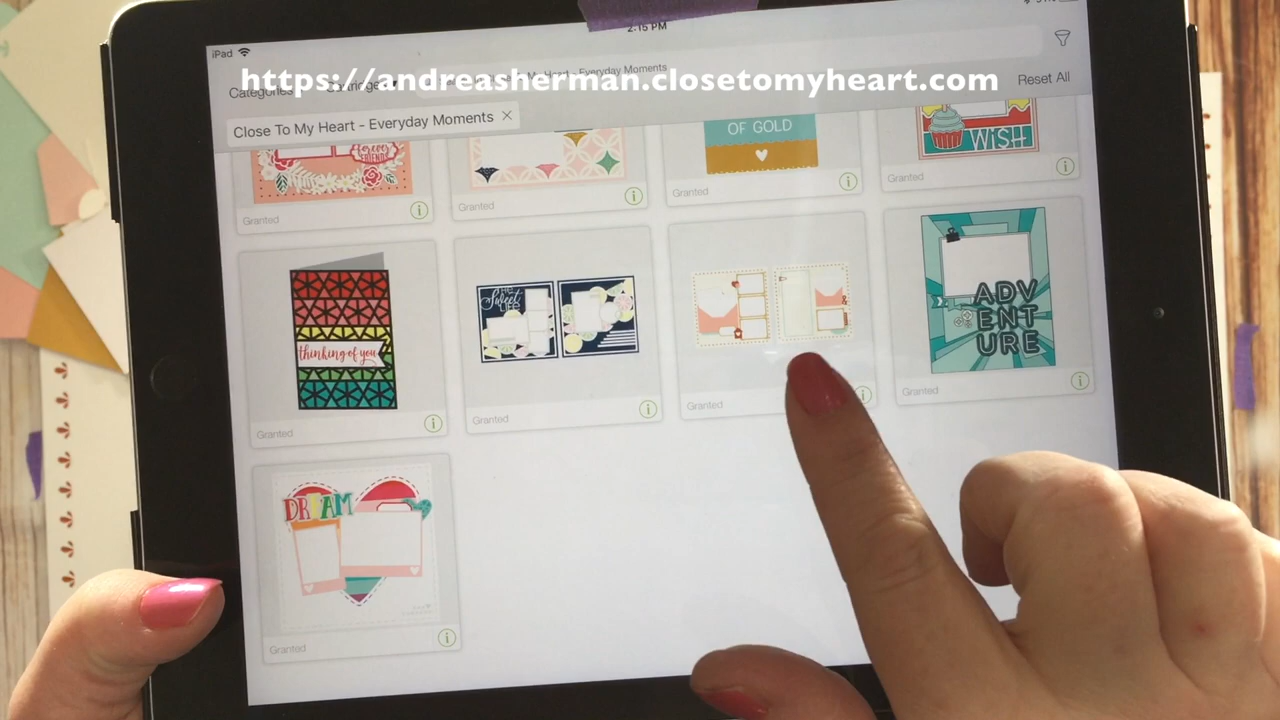 2:15 PM
iPad
https://andreasherman.closetomyheart.com
Reset All
Close To My Heart - Everyday Moments
forever
FRIENDS
OF GOLD
WISH
Granted
Granted
Granted
Granted
thinking of you
Sweet
LIFE
ADV
ENT
URE
Granted
Granted
Granted
Granted
DREAM
Granted